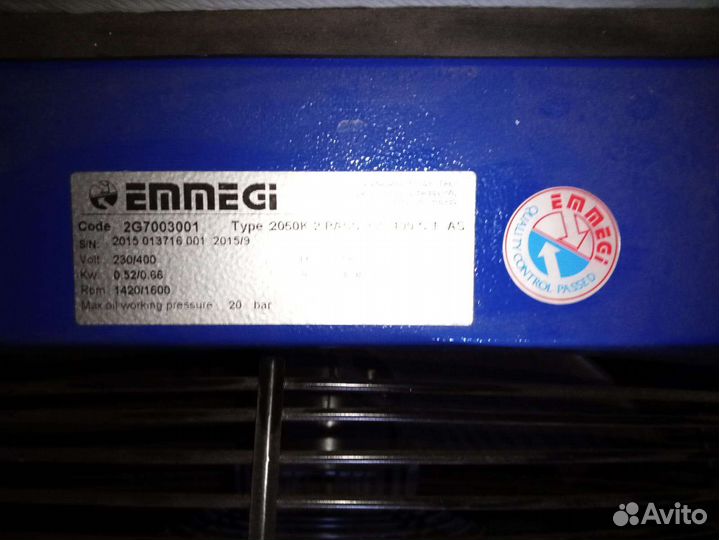 EMMEGI
Code 2G7003001 Type 2050K 2 PASS AS
S/N: 2015 013716 001 2015/9
Volt 230/400
Kw 0.52/0.66
Rpm 1420/1600
Max oil working pressure 20 bar
EMMEGI
QUALITY CONTROL PASSED
Avito